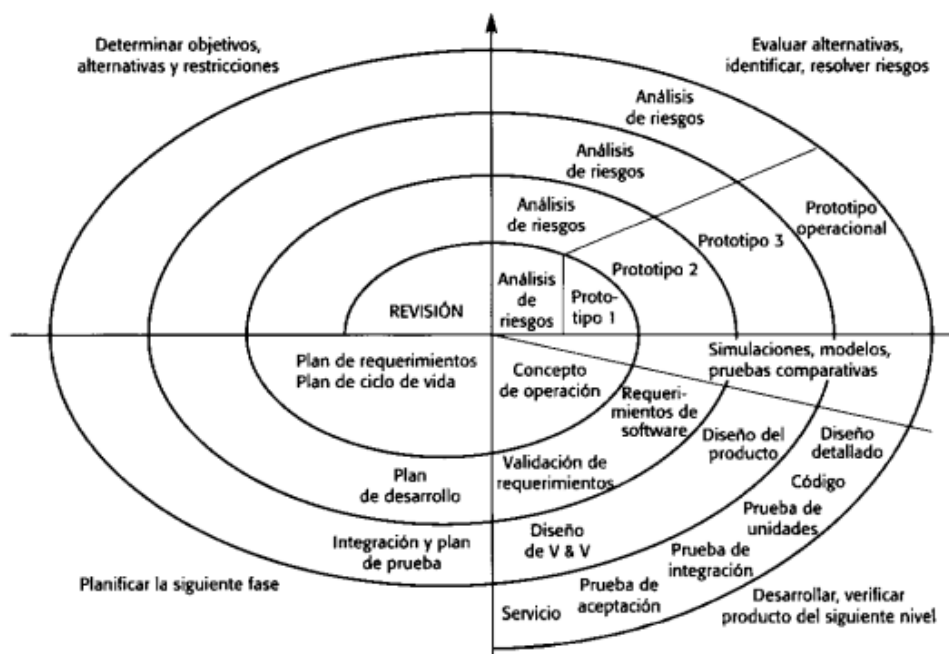 Determinar objetivos,
alternativas y restricciones
Evaluar alternativas,
identificar, resolver riesgos
Análisis
de riesgos
Análisis
de riesgos
Análisis
de riesgos
Prototipo
operacional
Prototipo 3
Prototipo 2
REVISIÓN
Análisis
de
riesgos
Proto-
tipo 1
Plan de requerimientos
Plan de ciclo de vida
Concepto
de operación
Simulaciones, modelos,
pruebas comparativas
Requeri-
mientos de
software
Diseño del
producto
Diseño
detallado
Plan
de desarrollo
Validación de
requerimientos
Código
Prueba de
unidades
Integración y plan
de prueba
Diseño
de V & V
Prueba de
integración
Planificar la siguiente fase
Servicio
Prueba de
aceptación
Desarrollar, verificar
producto del siguiente nivel